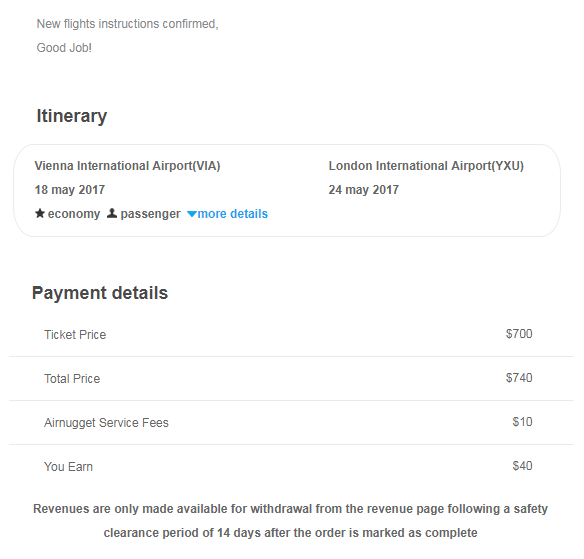 New flights instructions confirmed,
Good Job!
Itinerary
Vienna International Airport(VIA) London International Airport(YXU)
18 may 2017 24 may 2017
economy passenger more details
Payment details
Ticket Price $700
Total Price $740
Airnugget Service Fees $10
You Earn $40
Revenues are only made available for withdrawal from the revenue page following a safety
clearance period of 14 days after the order is marked as complete